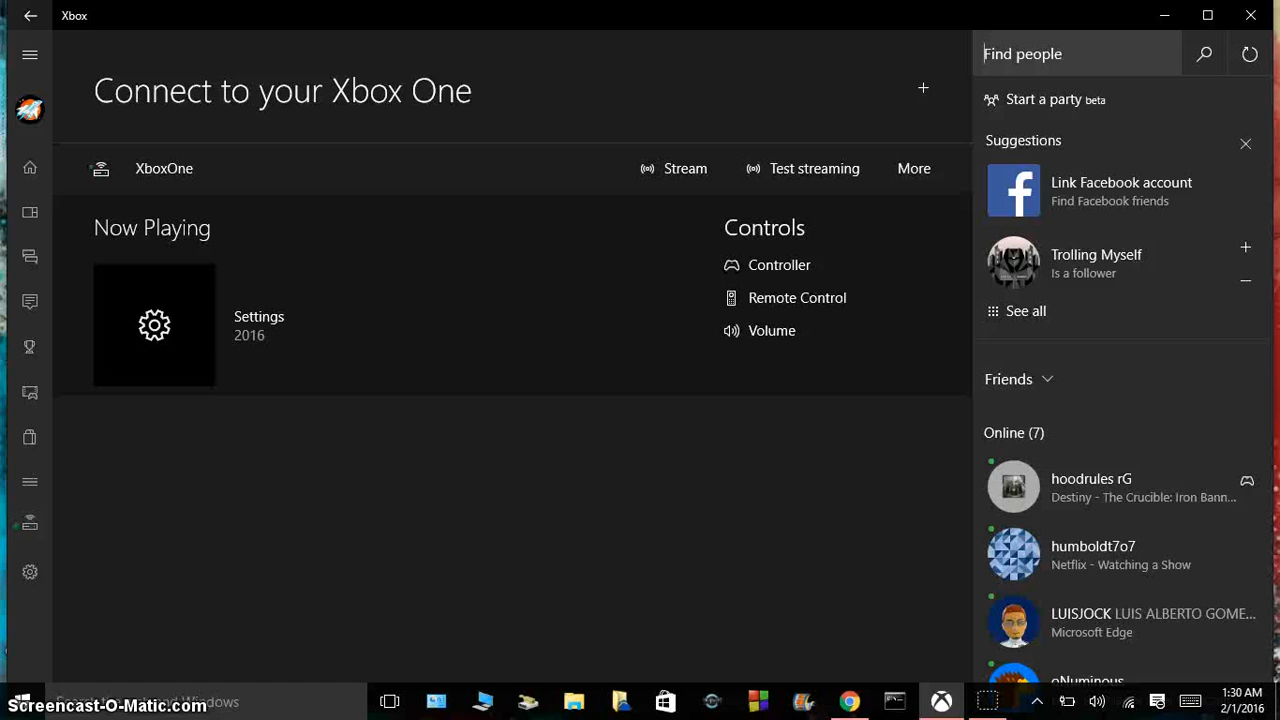 Xbox
Connect to your Xbox One
XboxOne
Stream
Test streaming
More
Now Playing
Settings
2016
Controls
Controller
Remote Control
Volume
Find people
Start a party beta
Suggestions
Link Facebook account
Find Facebook friends
Trolling Myself
Is a follower
See all
Friends
Online (7)
hoodrules rG
Destiny - The Crucible: Iron Bann...
humboldt7o7
Netflix - Watching a Show
LUISJOCK LUIS ALBERTO GOME...
Microsoft Edge
oNuminous
Windows
Screencast-O-Matic.com
1:30 AM
2/1/2016